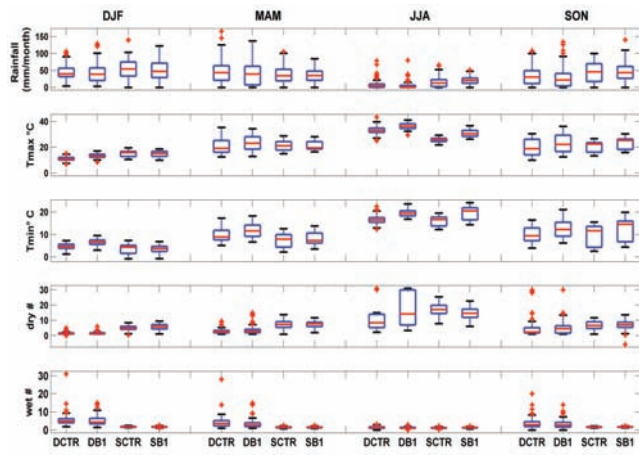 DJF MAM JJA SON
Rainfall (mm/month)
150
100
50
0
Tmax °C
40
20
0
Tmin° C
20
10
0
dry #
30
20
10
0
wet #
30
20
10
0
DCTR DB1 SCTR SB1 DCTR DB1 SCTR SB1 DCTR DB1 SCTR SB1 DCTR DB1 SCTR SB1